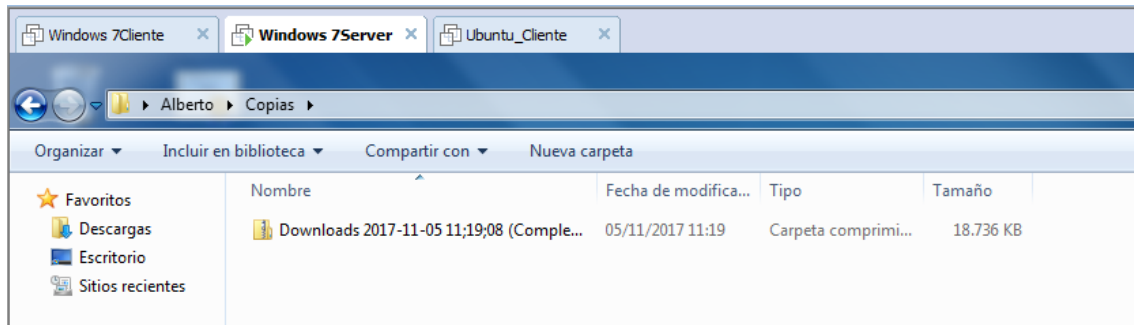 Windows 7Cliente Windows 7Server Ubuntu_Cliente
Alberto Copias
Organizar Incluir en biblioteca Compartir con Nueva carpeta
Favoritos
Descargas
Escritorio
Sitios recientes
Nombre Fecha de modifica... Tipo Tamaño
Downloads 2017-11-05 11;19;08 (Comple... 05/11/2017 11:19 Carpeta comprimi... 18.736 KB